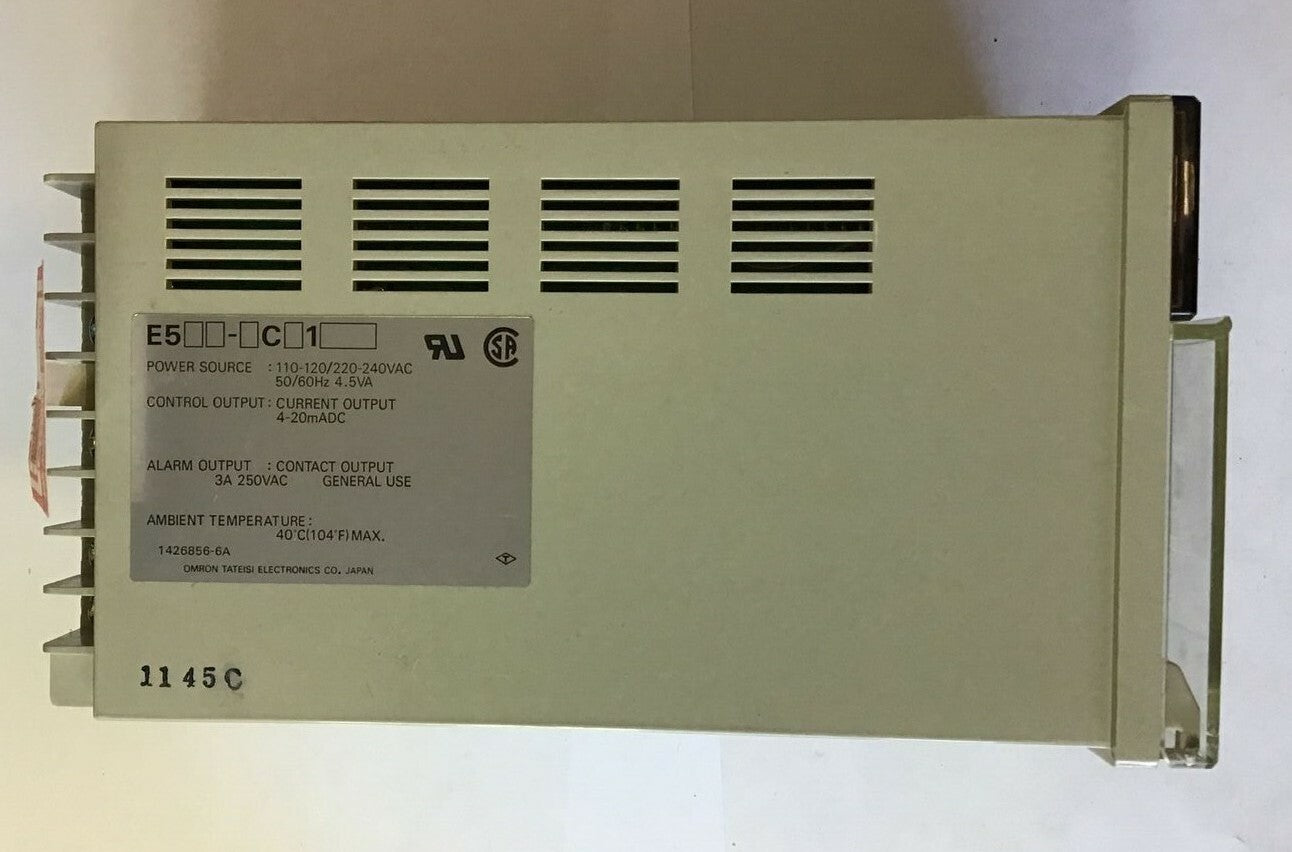 E5□□-□C□1□
POWER SOURCE : 110-120/220-240VAC
50/60Hz 4.5VA
CONTROL OUTPUT: CURRENT OUTPUT
4-20mADC
ALARM OUTPUT : CONTACT OUTPUT
3A 250VAC GENERAL USE
AMBIENT TEMPERATURE:
40°C(104°F)MAX.
1426856-6A
OMRON TATEISI ELECTRONICS CO. JAPAN
RU
SA
T
1145C